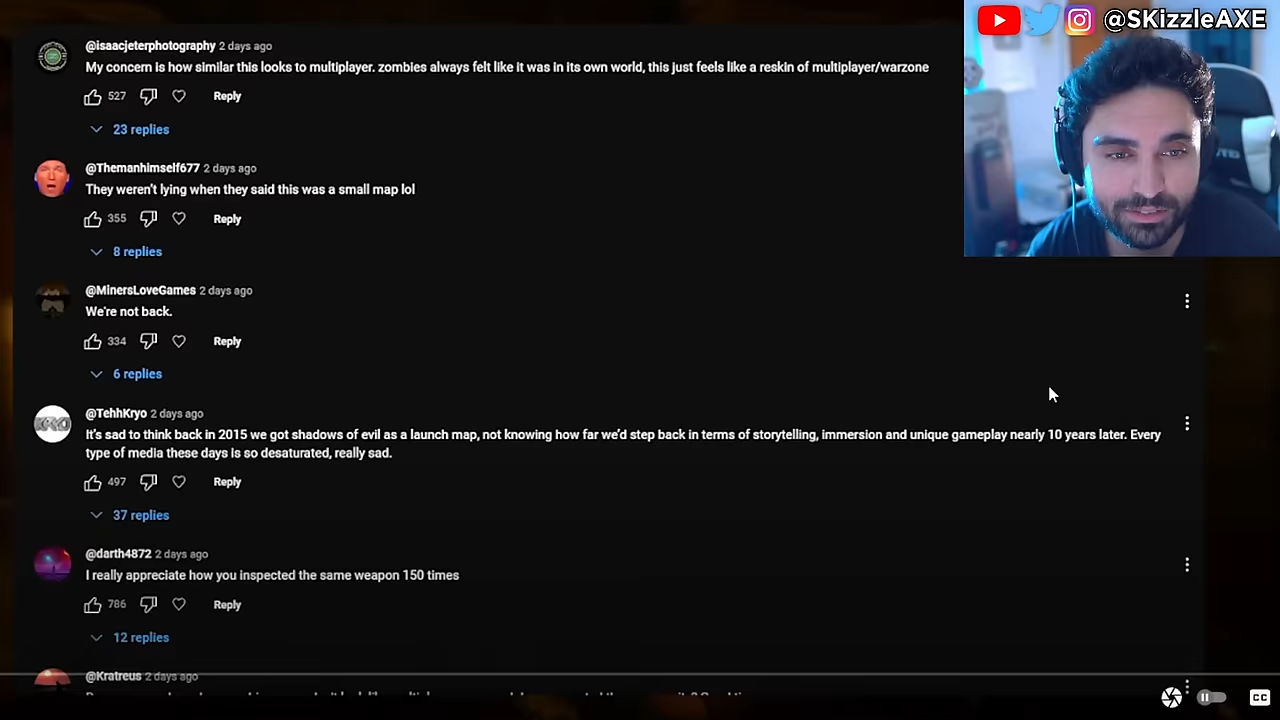 @SKizzleAXE
@isaacjeterphotography 2 days ago
My concern is how similar this looks to multiplayer. zombies always felt like it was in its own world, this just feels like a reskin of multiplayer/warzone
527 Reply
23 replies
@Themanhimself677 2 days ago
They weren't lying when they said this was a small map lol
355 Reply
8 replies
@MinersLoveGames 2 days ago
We're not back.
334 Reply
6 replies
@TehhKryo 2 days ago
It's sad to think back in 2015 we got shadows of evil as a launch map, not knowing how far we'd step back in terms of storytelling, immersion and unique gameplay nearly 10 years later. Every
type of media these days is so desaturated, really sad.
497 Reply
37 replies
@darth4872 2 days ago
I really appreciate how you inspected the same weapon 150 times
786 Reply
12 replies
@Kratreus 2 days ago
CC